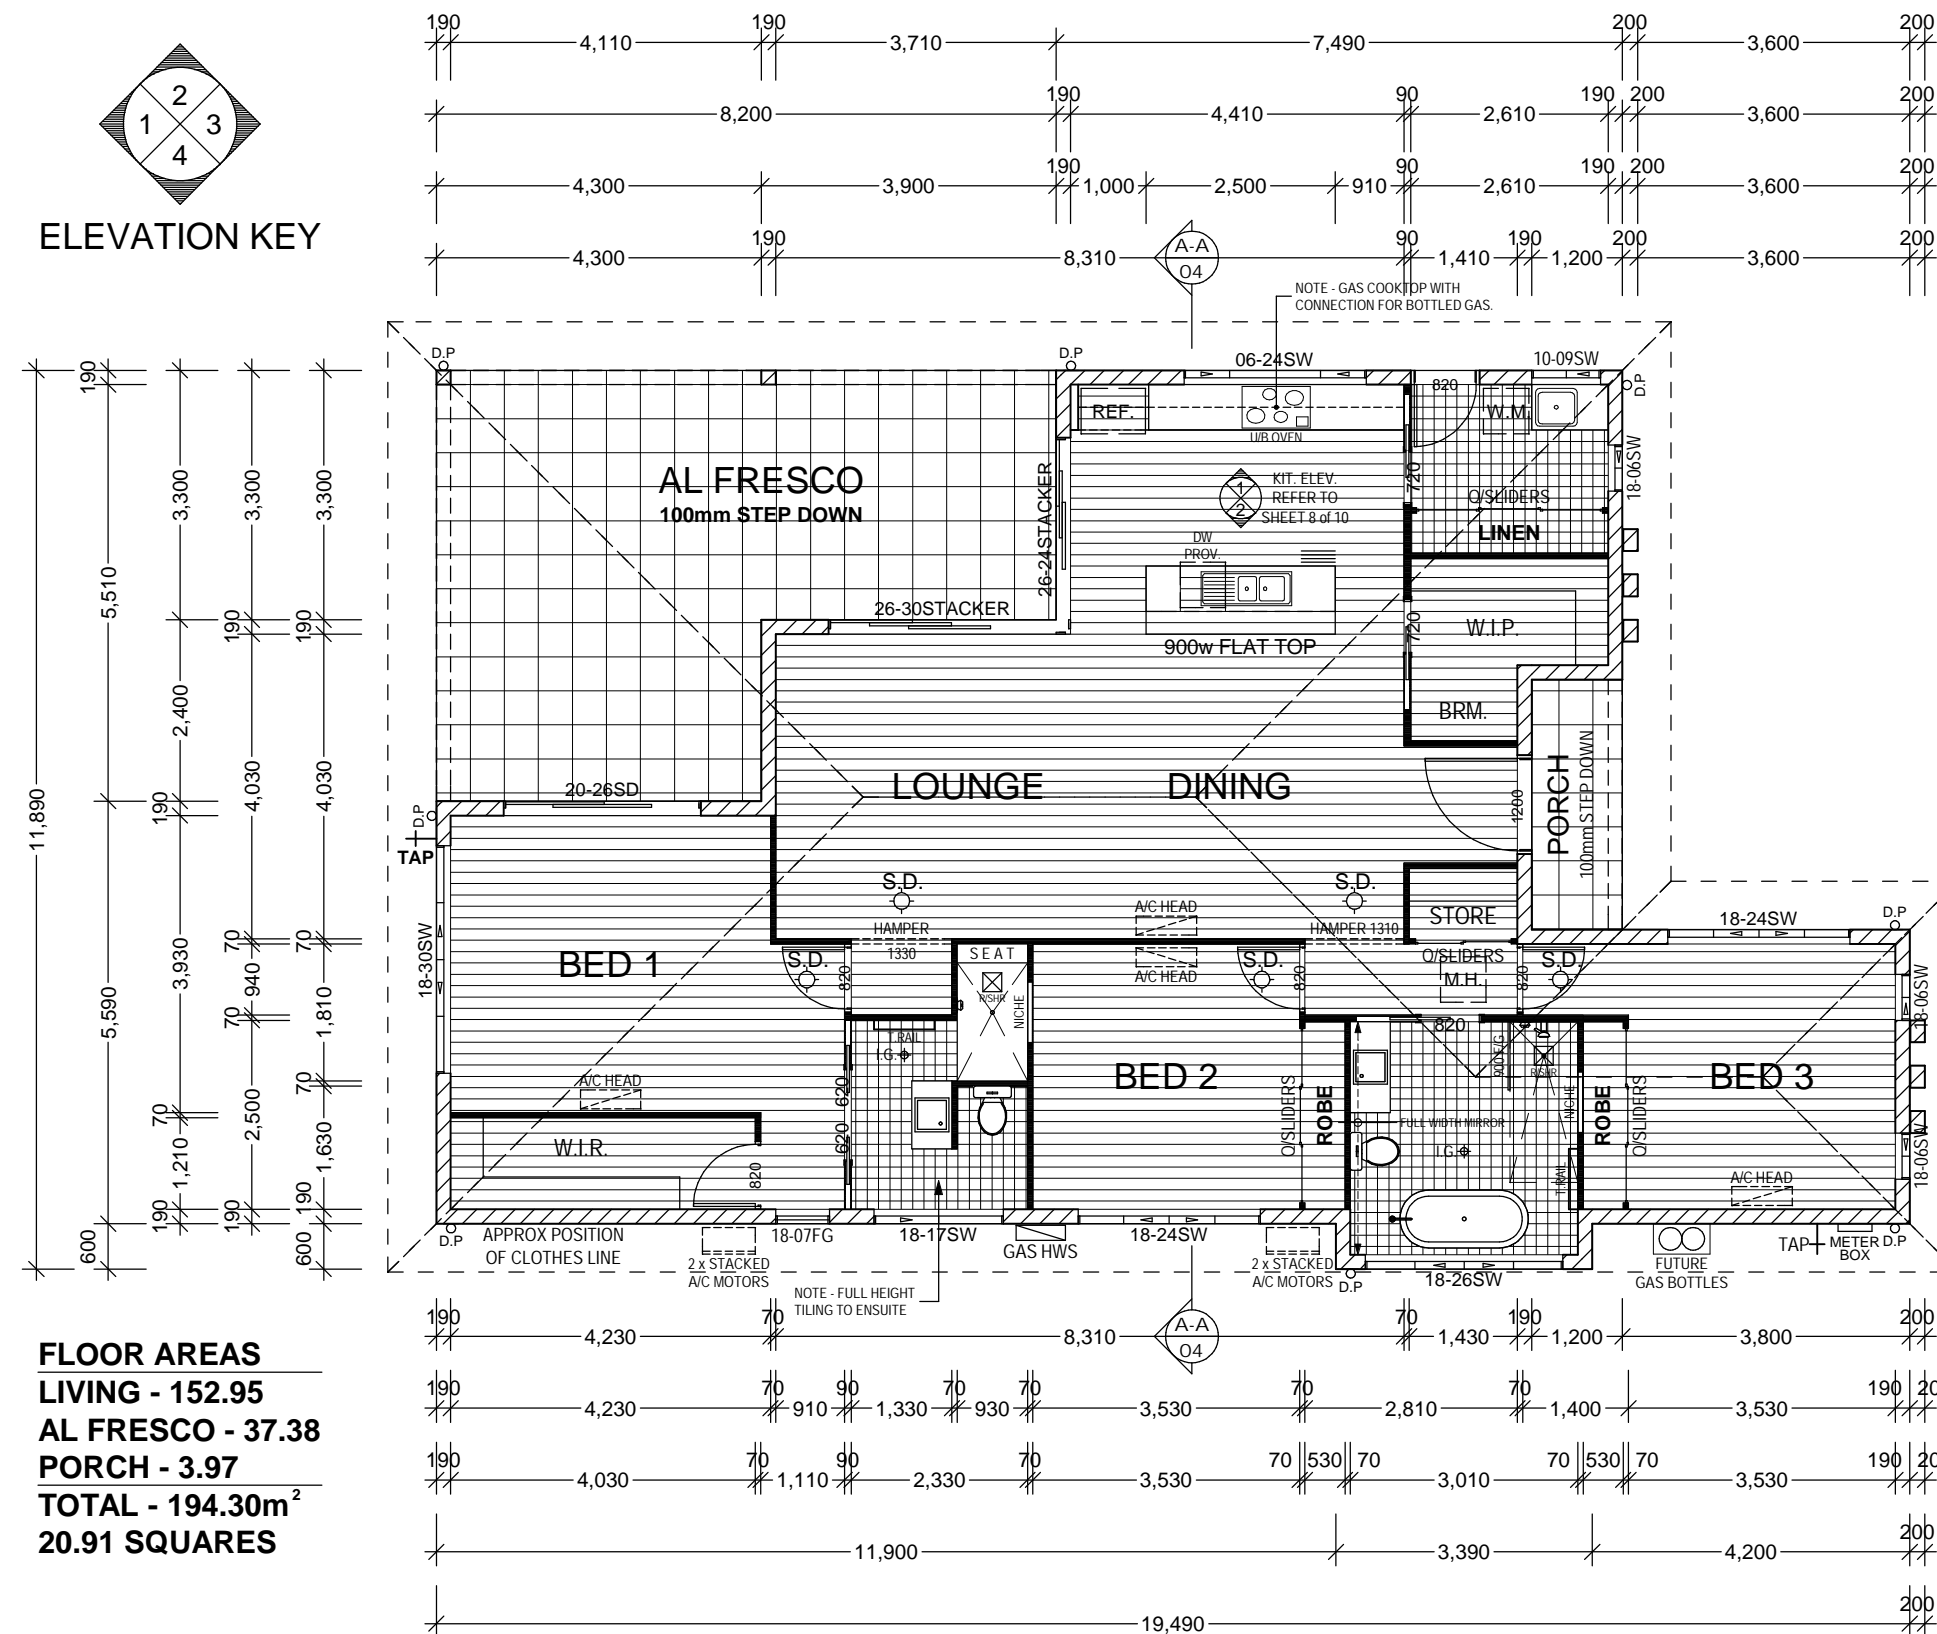 190 4,110 190 3,710 7,490 200 3,600 200
8,200 190 4,410 90 2,610 190 200 3,600 200
4,300 3,900 190 1,000 2,500 910 90 2,610 190 200 3,600 200
4,300 190 8,310 90 1,410 190 1,200 200 3,600 200
2
1 3
4
ELEVATION KEY
A-A
04
NOTE - GAS COOKTOP WITH
CONNECTION FOR BOTTLED GAS.
D.P
D.P
06-24SW
10-09SW
D.P
REF.
U/B OVEN
820
W.M.
18-06SW
AL FRESCO
100mm STEP DOWN
26-24STACKER
1
2
KIT. ELEV.
REFER TO
SHEET 8 of 10
720
Q/SLIDERS
LINEN
DW
PROV.
26-30STACKER
900w FLAT TOP
720
W.I.P.
BRM.
20-26SD
LOUNGE
DINING
1200
PORCH
100mm STEP DOWN
D.P
TAP
S.D.
S.D.
HAMPER
1330
A/C HEAD
A/C HEAD
HAMPER 1310
STORE
Q/SLIDERS
M.H.
18-24SW
D.P
18-30SW
BED 1
S.D.
820
SEAT
R/SHR
NICHE
S.D.
820
820
S.D.
18-06SW
T.RAIL
I.G.
820
900 F/G
R/SHR
A/C HEAD
620
620
BED 2
Q/SLIDERS
ROBE
FULL WIDTH MIRROR
I.G.
NICHE
T.RAIL
ROBE
Q/SLIDERS
BED 3
W.I.R.
820
A/C HEAD
18-06SW
D.P
APPROX POSITION
OF CLOTHES LINE
2 x STACKED
A/C MOTORS
18-07FG
18-17SW
GAS HWS
18-24SW
2 x STACKED
A/C MOTORS
D.P
18-26SW
FUTURE
GAS BOTTLES
TAP
METER
BOX
D.P
NOTE - FULL HEIGHT
TILING TO ENSUITE
A-A
04
11,890
190 5,510 5,590 600
3,300 2,400 190 3,930 70 1,210 190
3,300 190 4,030 70 940 70 2,500 190
3,300 190 4,030 70 1,810 70 1,630 190 600
190 4,230 70 8,310 70 1,430 190 1,200 3,800 200
190 4,230 70 910 90 1,330 70 930 70 3,530 70 2,810 70 1,400 3,530 190 20
190 4,030 70 1,110 90 2,330 70 3,530 70 530 70 3,010 70 530 70 3,530 190 20
11,900 3,390 4,200 200
19,490 200
FLOOR AREAS
LIVING - 152.95
AL FRESCO - 37.38
PORCH - 3.97
TOTAL - 194.30m²
20.91 SQUARES